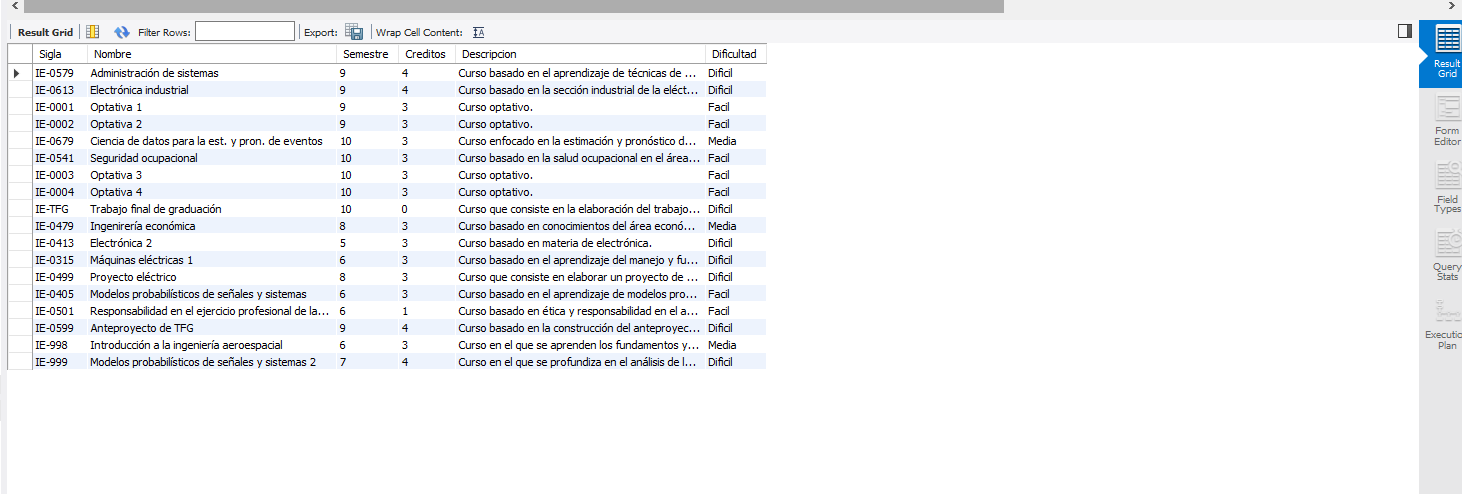 Result Grid Filter Rows: Export: Wrap Cell Content:
Sigla Nombre Semestre Creditos Descripcion Dificultad
IE-0579 Administración de sistemas 9 4 Curso basado en el aprendizaje de técnicas de ... Dificil
IE-0613 Electrónica industrial 9 4 Curso basado en la sección industrial de la eléct... Dificil
IE-0001 Optativa 1 9 3 Curso optativo. Facil
IE-0002 Optativa 2 9 3 Curso optativo. Facil
IE-0679 Ciencia de datos para la est. y pron. de eventos 10 3 Curso enfocado en la estimación y pronóstico d... Media
IE-0541 Seguridad ocupacional 10 3 Curso basado en la salud ocupacional en el área... Facil
IE-0003 Optativa 3 10 3 Curso optativo. Facil
IE-0004 Optativa 4 10 3 Curso optativo. Facil
IE-TFG Trabajo final de graduación 10 0 Curso que consiste en la elaboración del trabajo... Dificil
IE-0479 Ingenirería económica 8 3 Curso basado en conocimientos del área econó... Media
IE-0413 Electrónica 2 5 3 Curso basado en materia de electrónica. Dificil
IE-0315 Máquinas eléctricas 1 6 3 Curso basado en el aprendizaje del manejo y fu... Dificil
IE-0499 Proyecto eléctrico 8 3 Curso que consiste en elaborar un proyecto de ... Dificil
IE-0405 Modelos probabilísticos de señales y sistemas 6 3 Curso basado en el aprendizaje de modelos pro... Facil
IE-0501 Responsabilidad en el ejercicio profesional de la... 6 1 Curso basado en ética y responsabilidad en el a... Facil
IE-0599 Anteproyecto de TFG 9 4 Curso basado en la construcción del anteproyec... Dificil
IE-998 Introducción a la ingeniería aeroespacial 6 3 Curso en el que se aprenden los fundamentos y... Media
IE-999 Modelos probabilísticos de señales y sistemas 2 7 4 Curso en el que se profundiza en el análisis de l... Dificil
Result
Grid
Form
Editor
Field
Types
Query
Stats
Executio
Plan